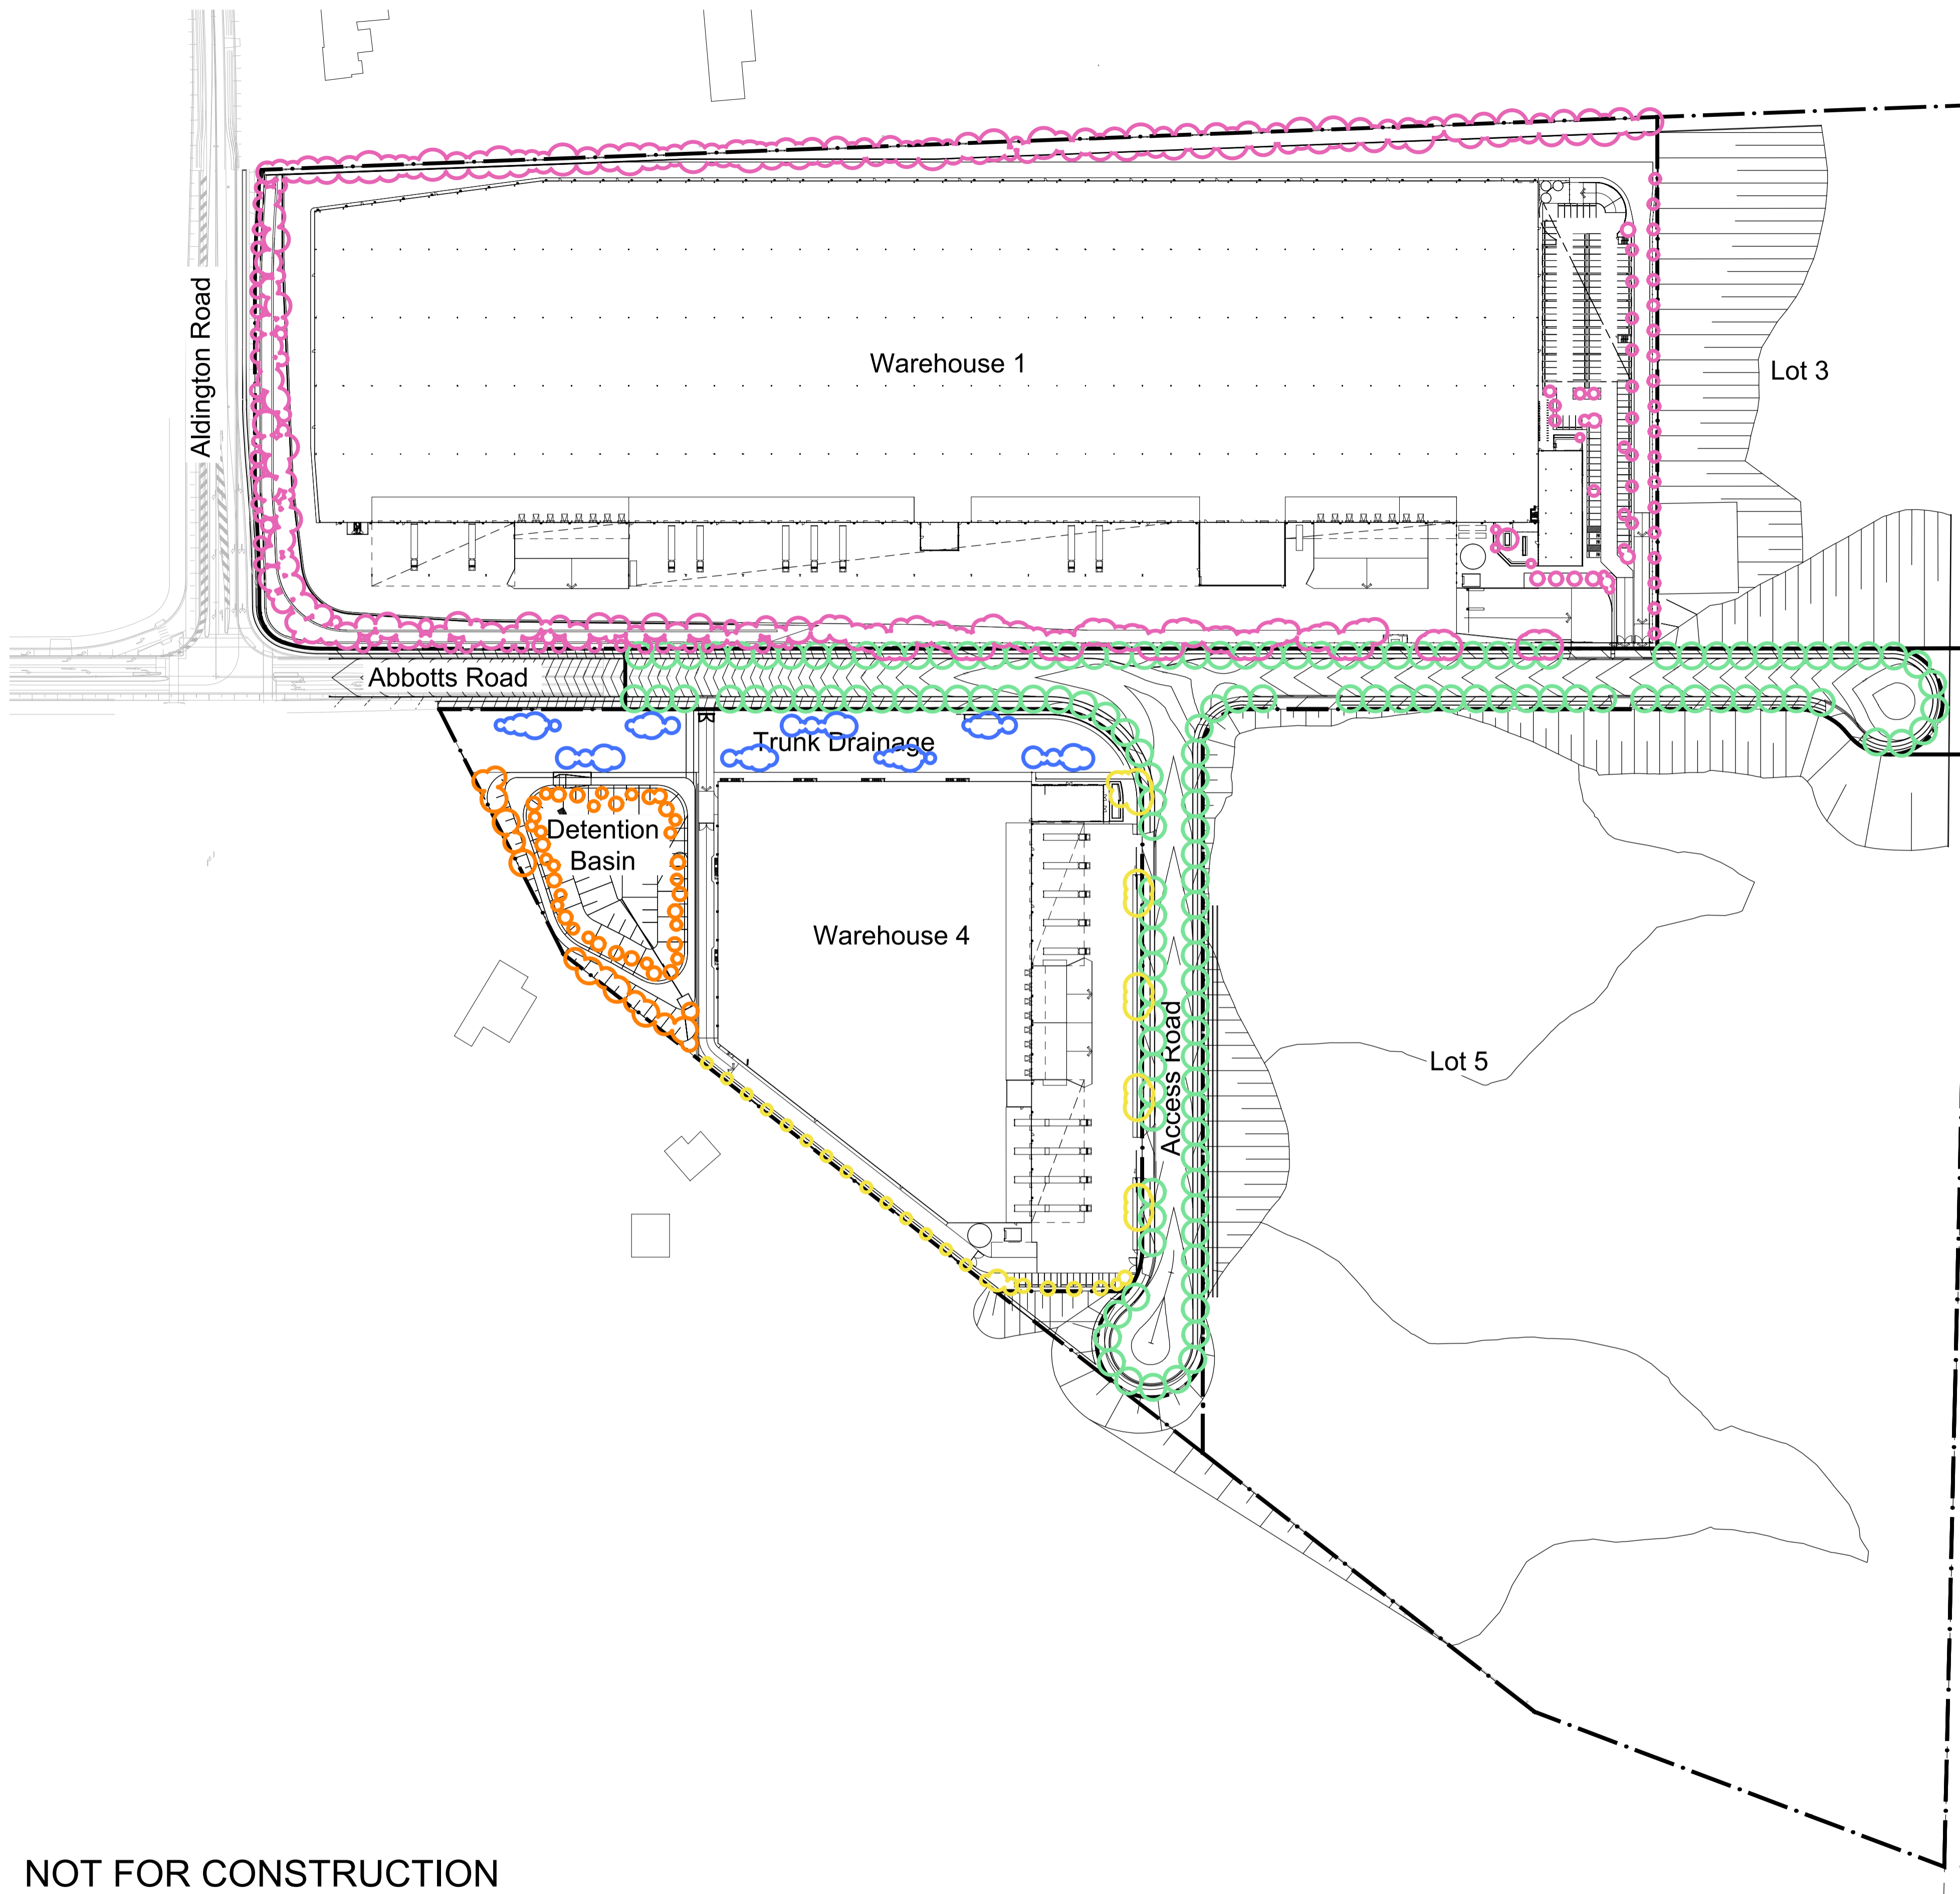 Aldington Road
Warehouse 1
Lot 3
Abbotts Road
Trunk Drainage
Detention
Basin
Warehouse 4
Access Road
Lot 5
NOT FOR CONSTRUCTION